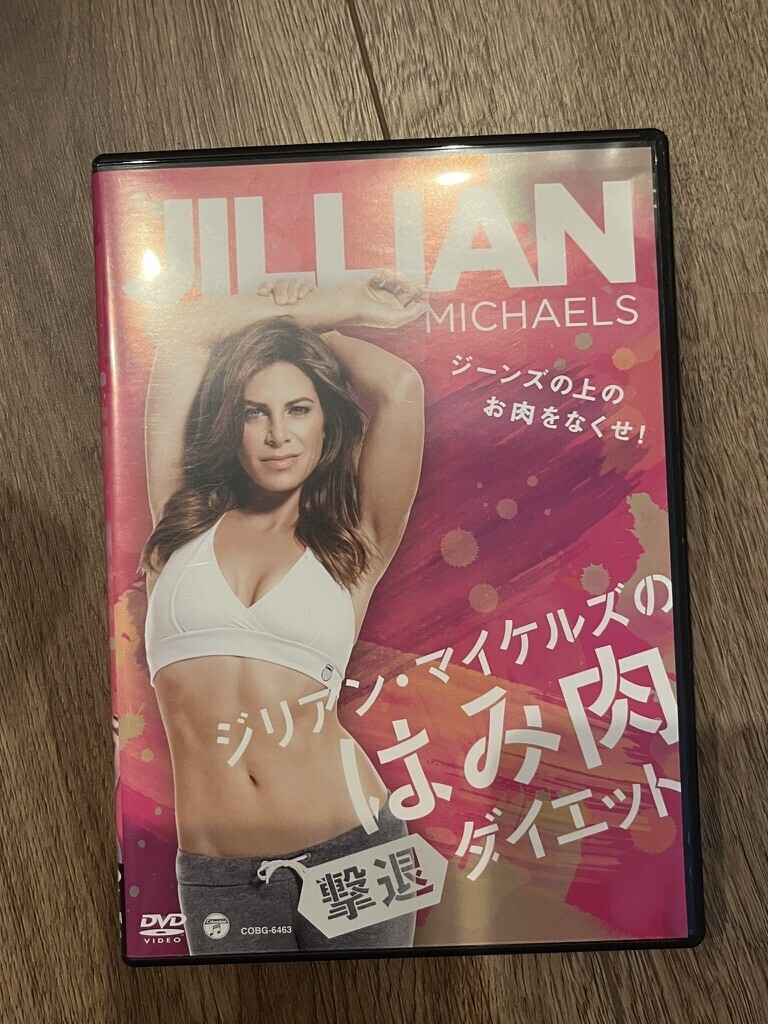 JILLIAN
MICHAELS
ジーンズの上の
お肉をなくせ!
ジリアン・マイケルズの
はみ肉
撃退
ダイエット
DVD
VIDEO
Columbia
COBG-6463